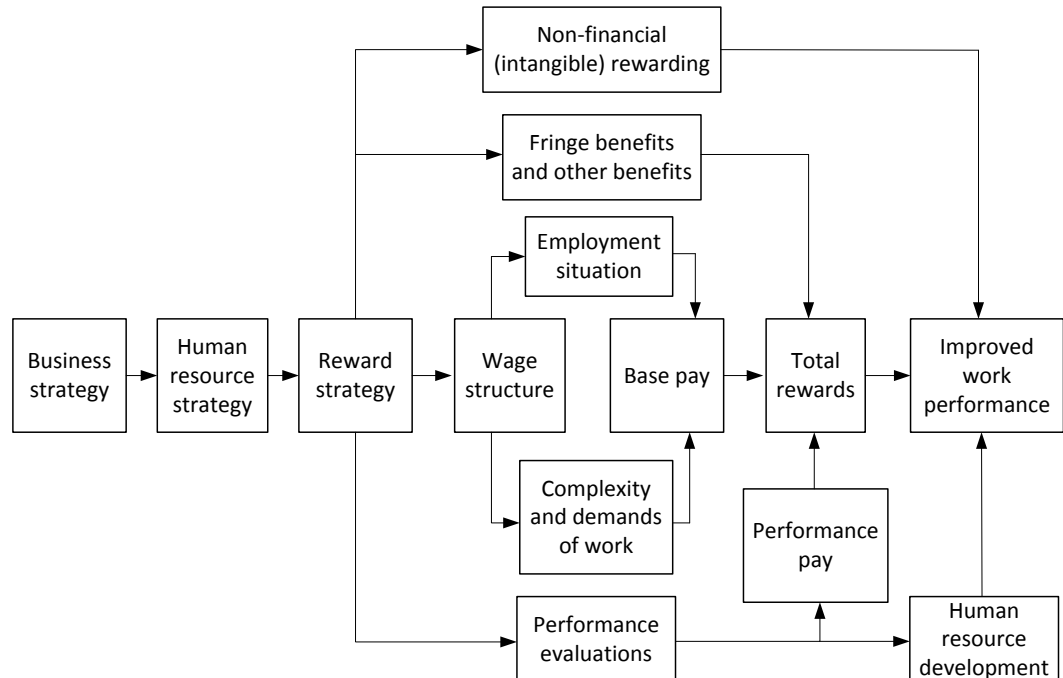 Non-financial
(intangible) rewarding
Fringe benefits
and other benefits
Employment
situation
Business
strategy
Human
resource
strategy
Reward
strategy
Wage
structure
Base pay
Total
rewards
Improved
work
performance
Complexity
and demands
of work
Performance
pay
Performance
evaluations
Human
resource
development